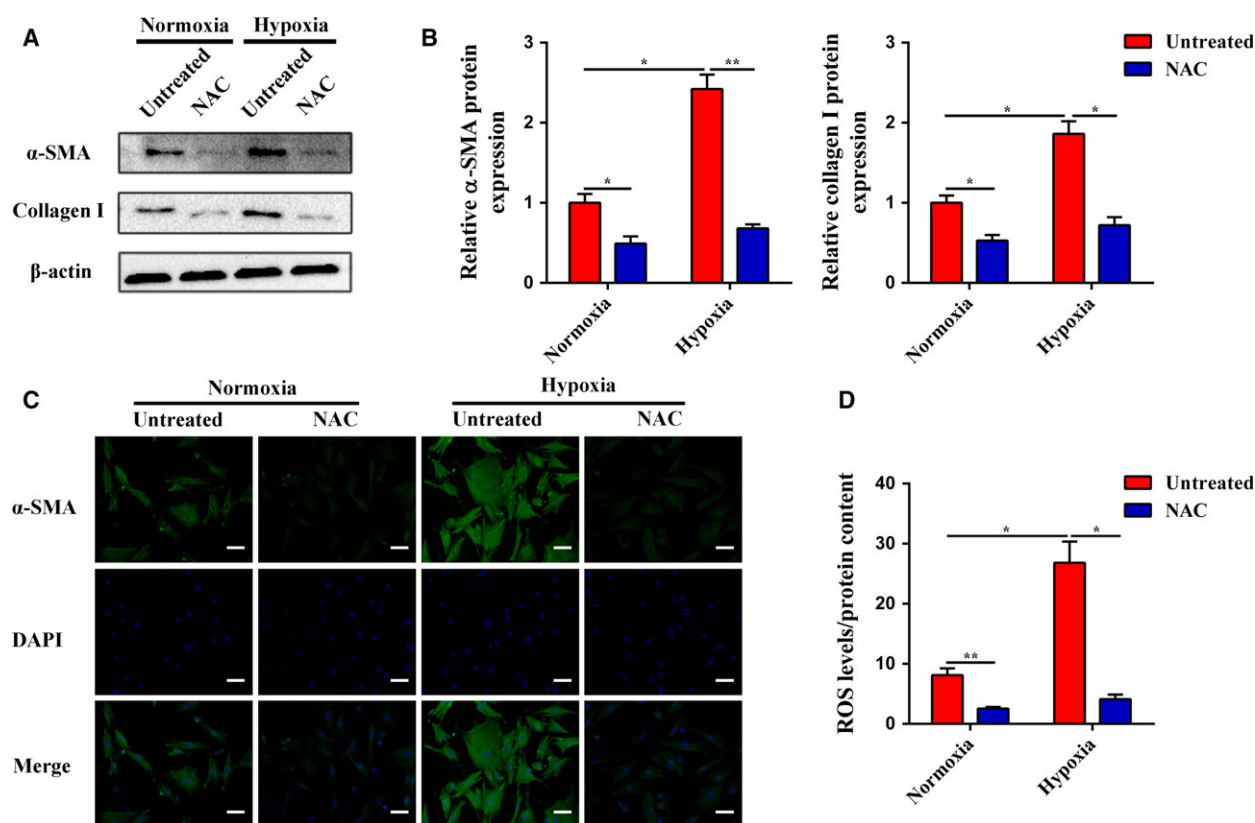 A
Normoxia Hypoxia
Untreated NAC Untreated NAC
α-SMA
Collagen I
β-actin
B
Relative α-SMA protein
expression
3
2
1
0
* **
*
Normoxia Hypoxia
Relative collagen I protein
expression
3
2
1
0
* *
*
Normoxia Hypoxia
Untreated
NAC
C
Normoxia Hypoxia
Untreated NAC Untreated NAC
α-SMA
DAPI
Merge
D
ROS levels/protein content
40
30
20
10
0
* *
**
Normoxia Hypoxia
Untreated
NAC